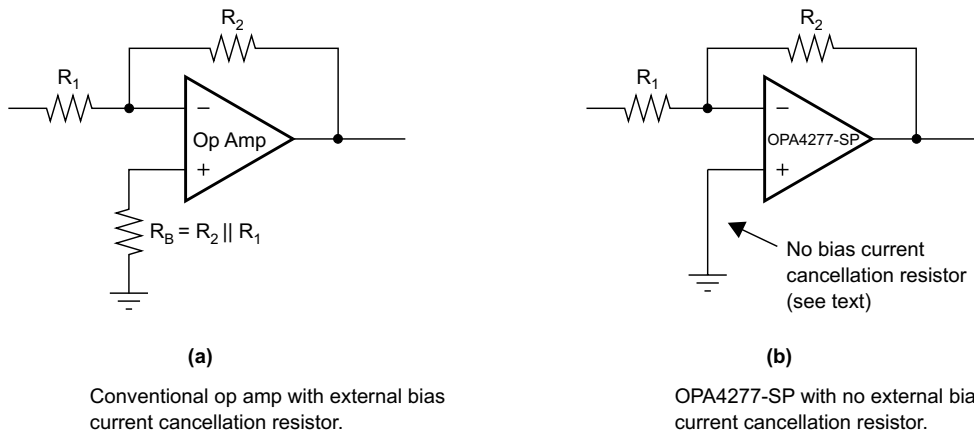 R2
R1
−
Op Amp
+
RB = R2 || R1
(a)
Conventional op amp with external bias
current cancellation resistor.
R2
R1
−
OPA4277-SP
+
No bias current
cancellation resistor
(see text)
(b)
OPA4277-SP with no external bia
current cancellation resistor.